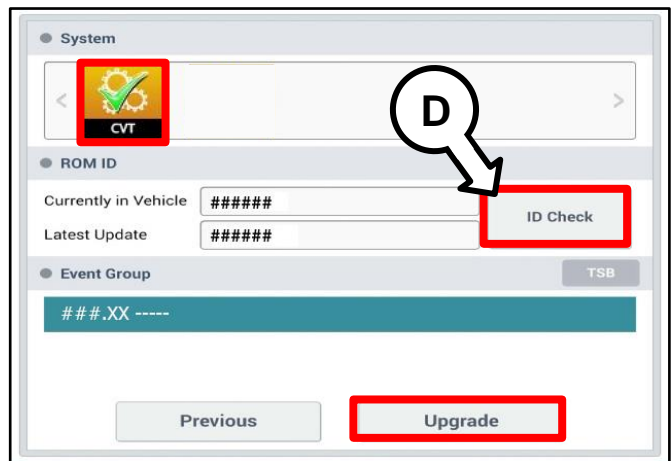 System
<
CVT
D
>
ROM ID
Currently in Vehicle ######
ID Check
Latest Update ######
Event Group TSB
###.XX -----
Previous Upgrade